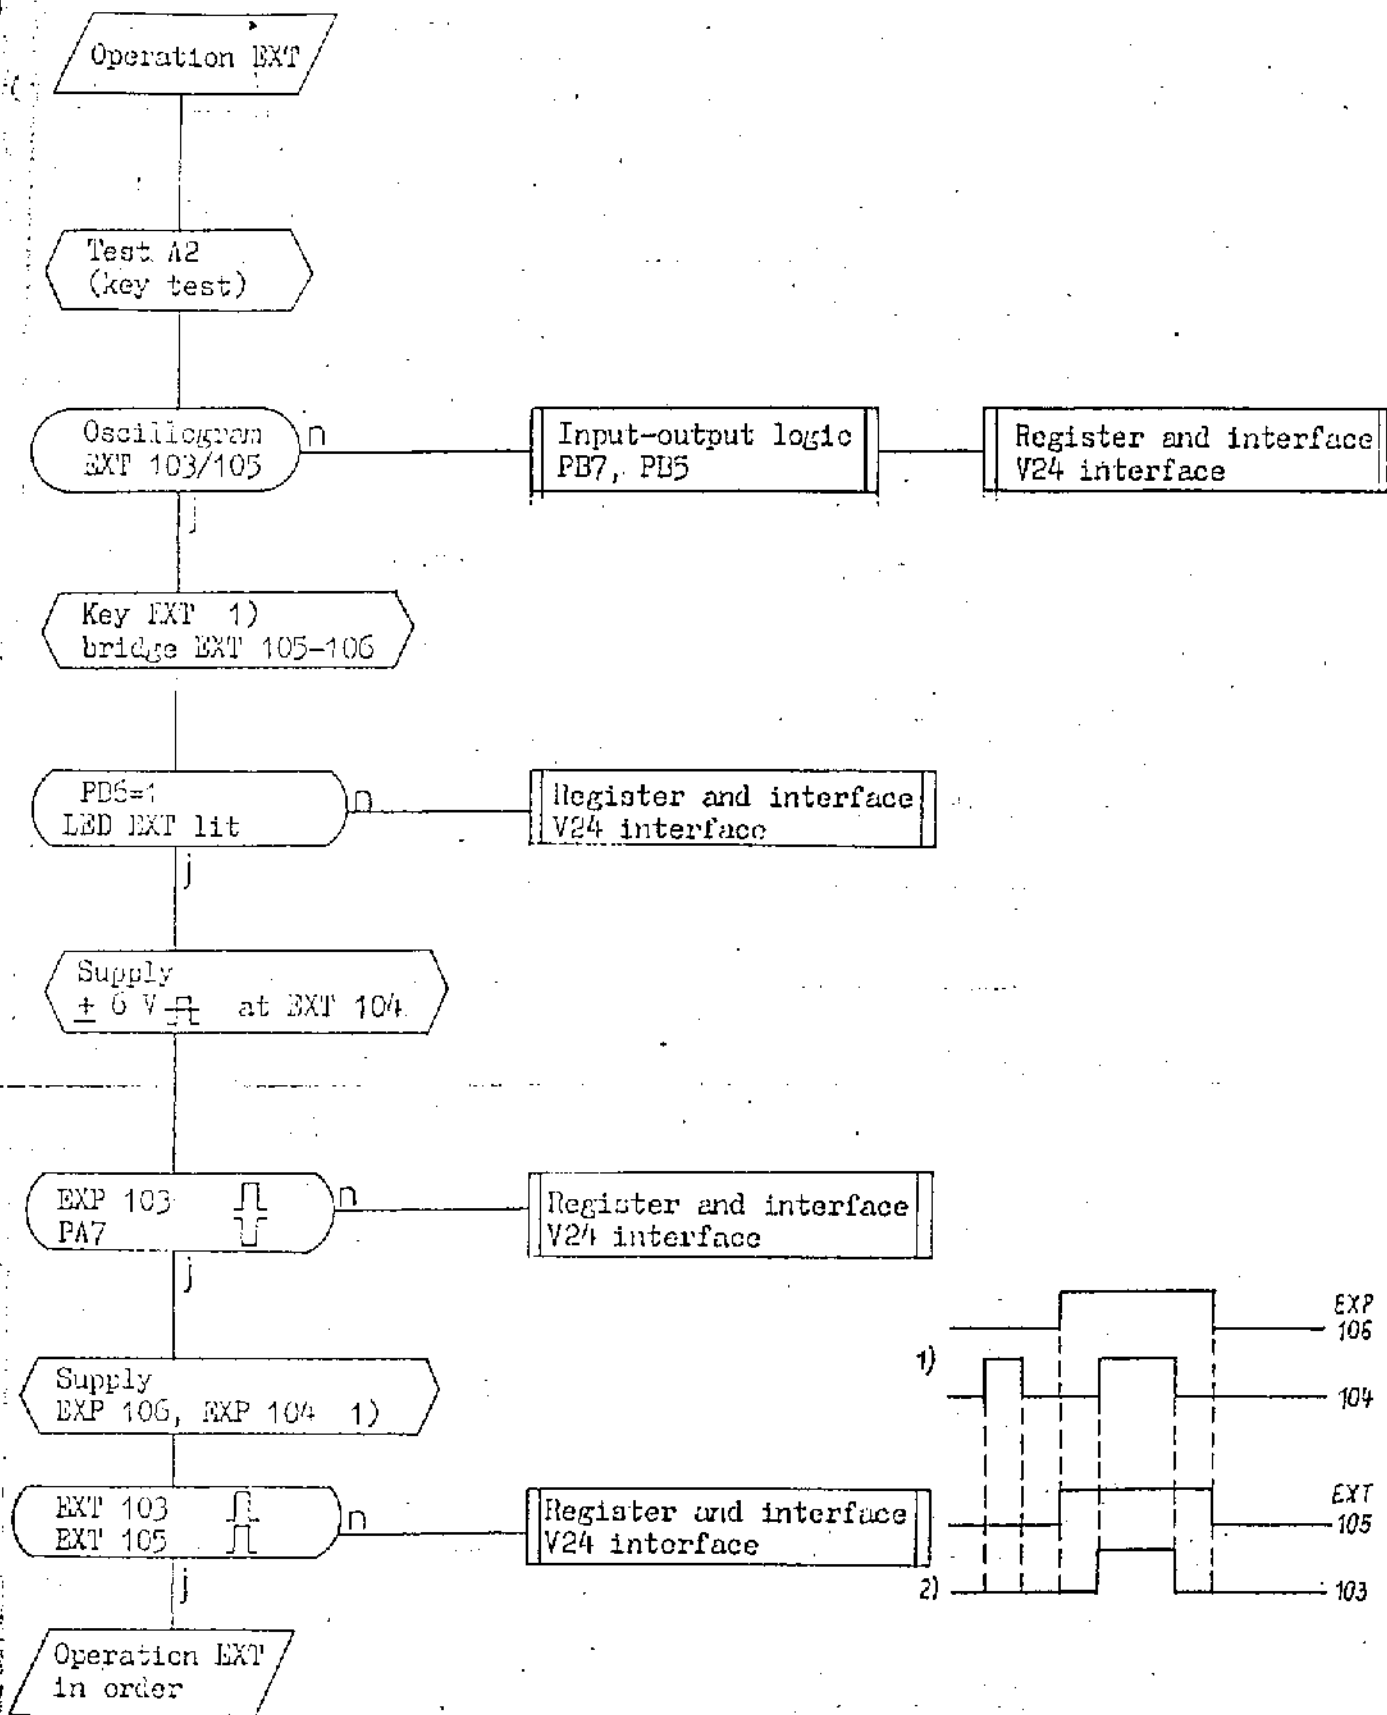 Operation EXT
Test A2
(key test)
Oscillogram
EXT 103/105
n
Input-output logic
PB7, PB5
Register and interface
V24 interface
j
Key EXT 1)
bridge EXT 105-106
PB6=1
LED EXT lit
n
Register and interface
V24 interface
j
Supply
± 6 V at EXT 104
EXP 103
PA7
n
Register and interface
V24 interface
j
Supply
EXP 106, EXP 104 1)
EXT 103
EXT 105
n
Register and interface
V24 interface
j
Operation EXT
in order
EXP
106
1)
104
EXT
105
2)
103